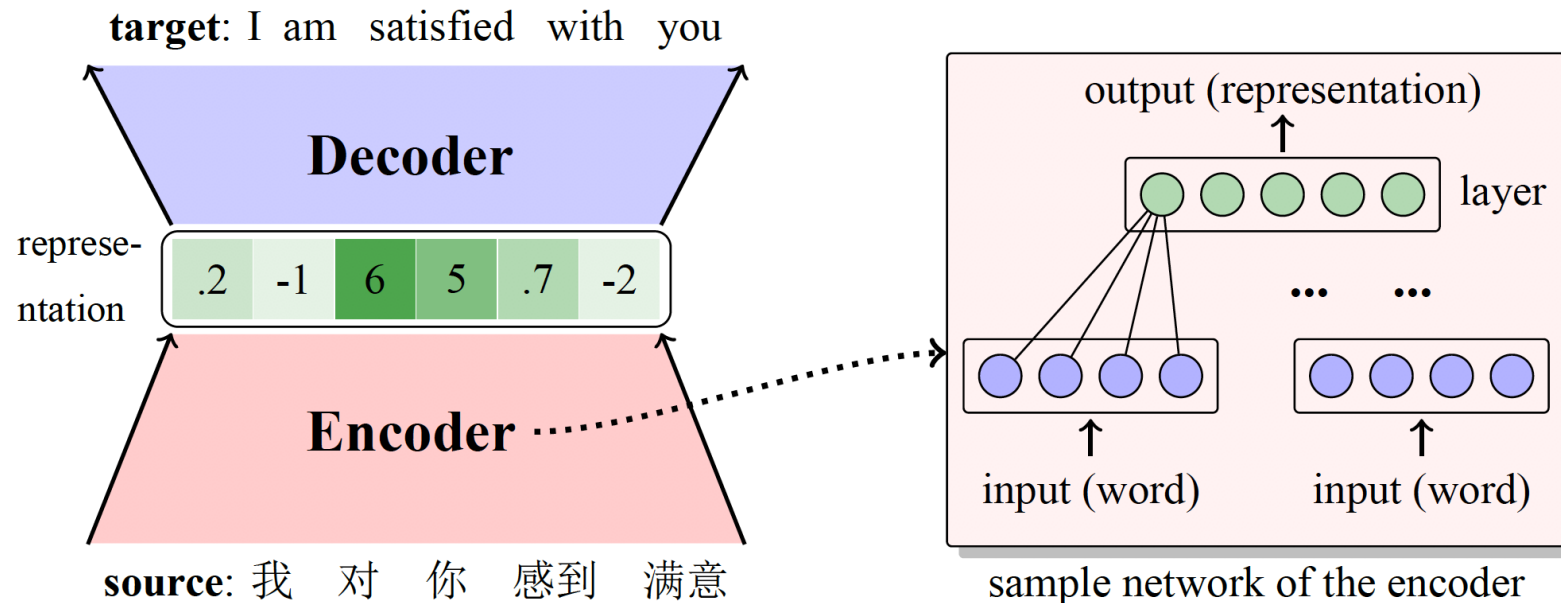 target: I am satisfied with you
Decoder
represe-
ntation
.2 -1 6 5 .7 -2
Encoder
source: 我 对 你 感到 满意
output (representation)
layer
... ...
input (word) input (word)
sample network of the encoder